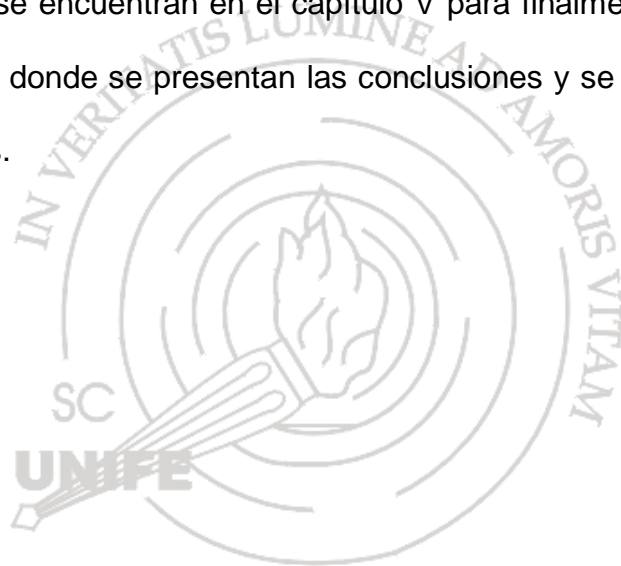 se encuentran en el capítulo V para finalme
donde se presentan las conclusiones y se
s.
IN VERITATIS LUMINE AD AMORIS VITAM
SC
UNIFE